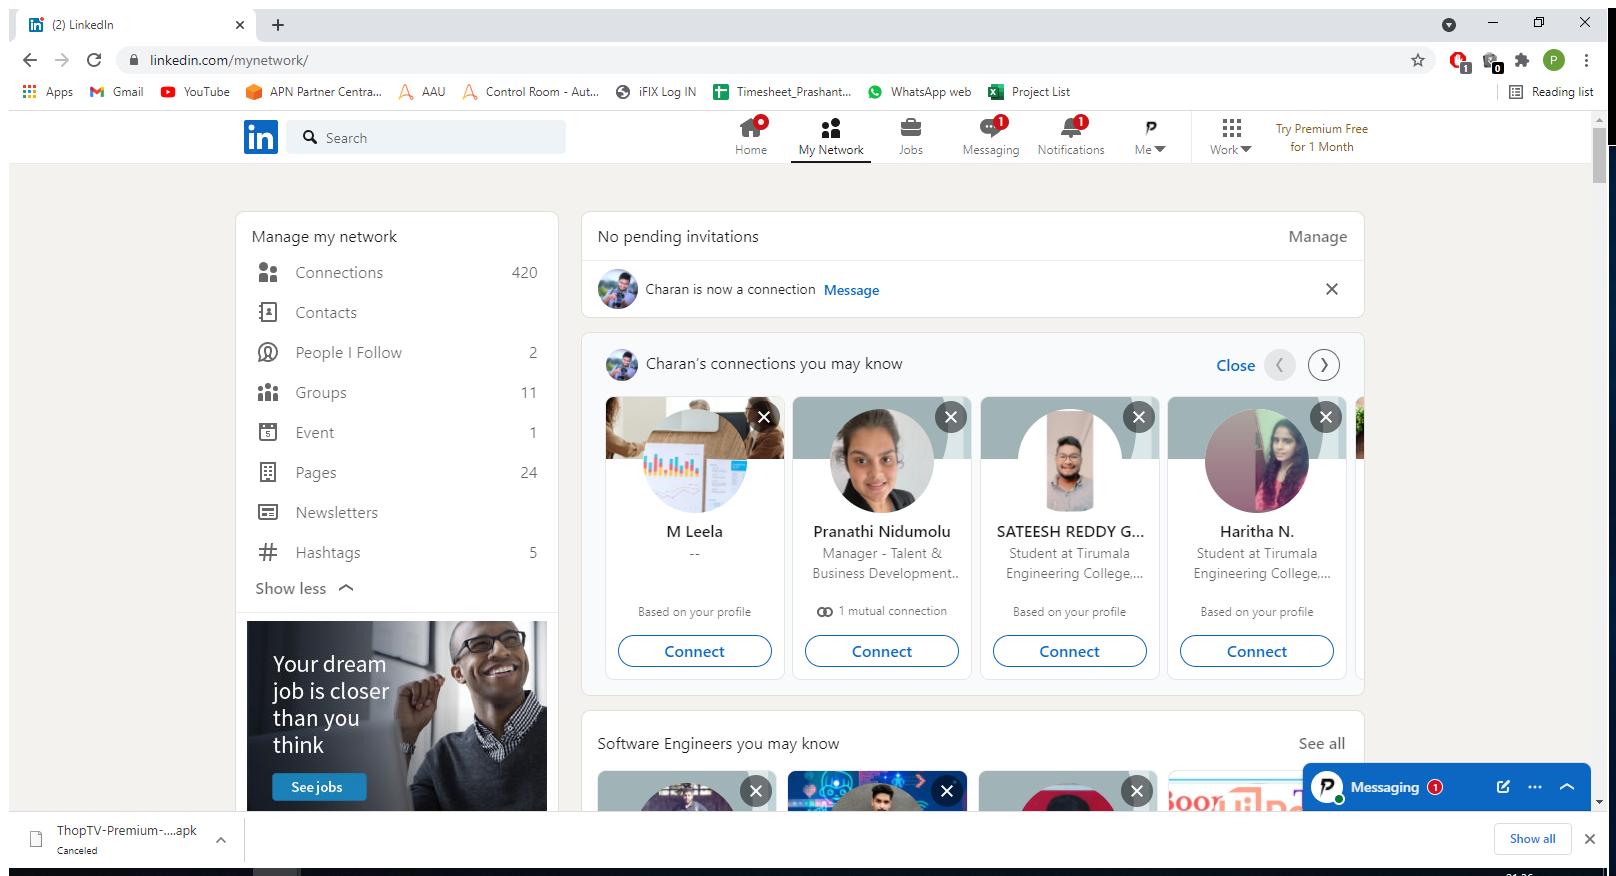 (2) LinkedIn
linkedin.com/mynetwork/
1
0
P
Apps
Gmail
YouTube
APN Partner Centra...
AAU
Control Room - Aut...
iFIX Log IN
Timesheet_Prashant...
WhatsApp web
Project List
Reading list
in
Search
Home
My Network
Jobs
1
Messaging
1
Notifications
Me
Work
Try Premium Free
for 1 Month
Manage my network
Connections 420
Contacts
People I Follow 2
Groups 11
Event 1
Pages 24
Newsletters
Hashtags 5
Show less
Your dream
job is closer
than you
think
See jobs
No pending invitations
Manage
Charan is now a connection Message
Charan's connections you may know
Close
M Leela
--
Based on your profile
Connect
Pranathi Nidumolu
Manager - Talent &
Business Development..
1 mutual connection
Connect
SATEESH REDDY G...
Student at Tirumala
Engineering College,...
Based on your profile
Connect
Haritha N.
Student at Tirumala
Engineering College,...
Based on your profile
Connect
Software Engineers you may know
See all
Messaging 1
ThopTV-Premium-....apk
Canceled
Show all